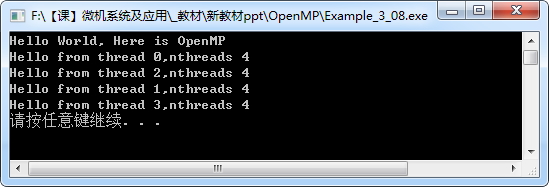 F:\【课】微机系统及应用\_教材\新教材ppt\OpenMP\Example_3_08.exe
Hello World, Here is OpenMP
Hello from thread 0,nthreads 4
Hello from thread 2,nthreads 4
Hello from thread 1,nthreads 4
Hello from thread 3,nthreads 4
请按任意键继续. . .